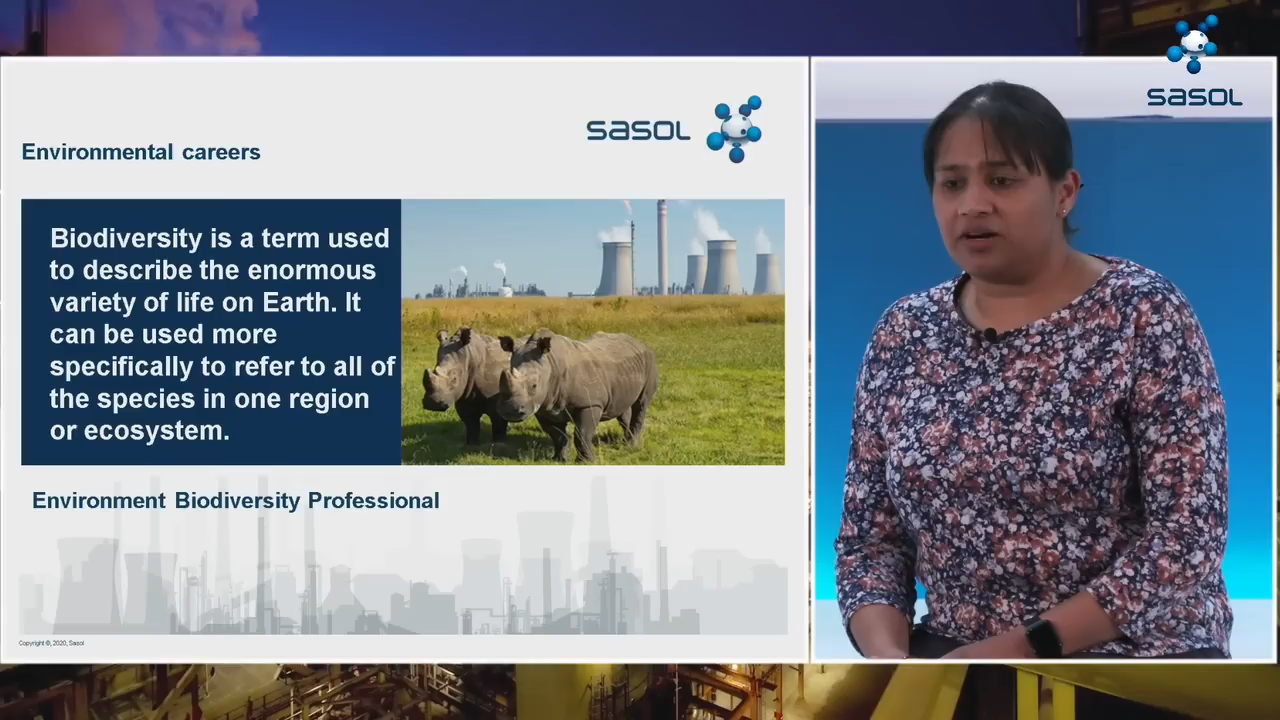 sasol
sasol
Environmental careers
Biodiversity is a term used
to describe the enormous
variety of life on Earth. It
can be used more
specifically to refer to all of
the species in one region
or ecosystem.
Environment Biodiversity Professional
Copyright ©, 2020, Sasol